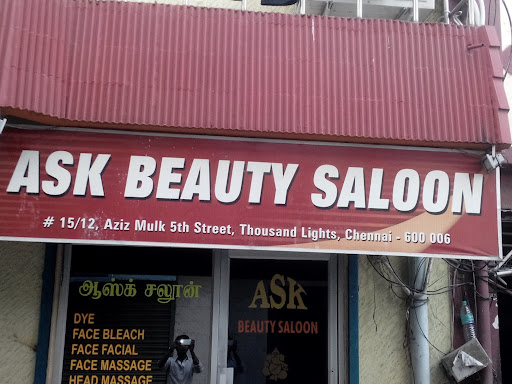 ASK BEAUTY SALOON
# 15/12, Aziz Mulk 5th Street, Thousand Lights, Chennai - 600 006
ஆஸ்க் சலூன்
DYE
FACE BLEACH
FACE FACIAL
FACE MASSAGE
HEAD MASSAGE
ASK
BEAUTY SALOON